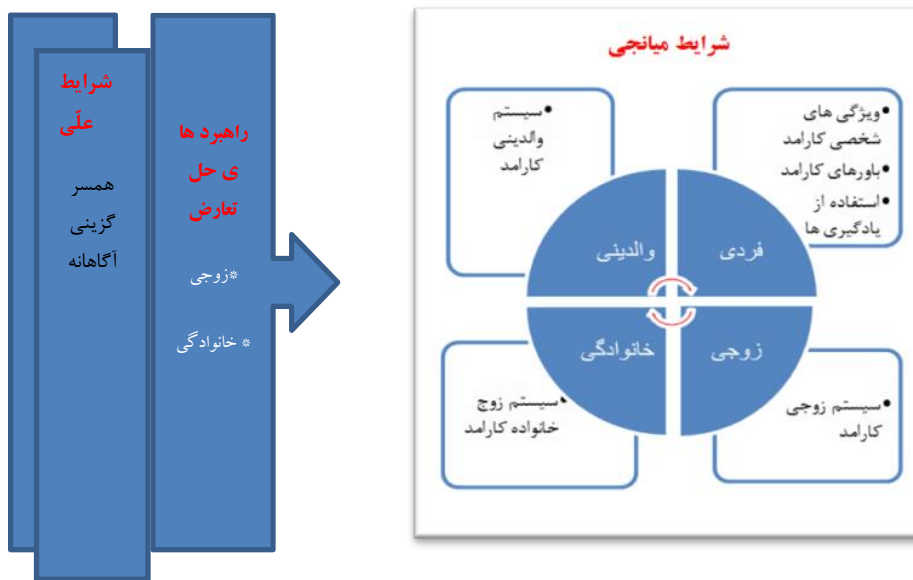 شرایط
علّی
همسر
گزینی
آگاهانه
راهبرد ها
ی حل
تعارض
*زوجی
* خانوادگی
شرایط میانجی
•ویژگی های
شخصی کارامد
•باورهای کارامد
•استفاده از
یادگیری ها
•سیستم
والدینی
کارامد
فردی
والدینی
زوجی
خانوادگی
•سیستم زوجی
کارامد
•سیستم زوج
خانواده کارامد